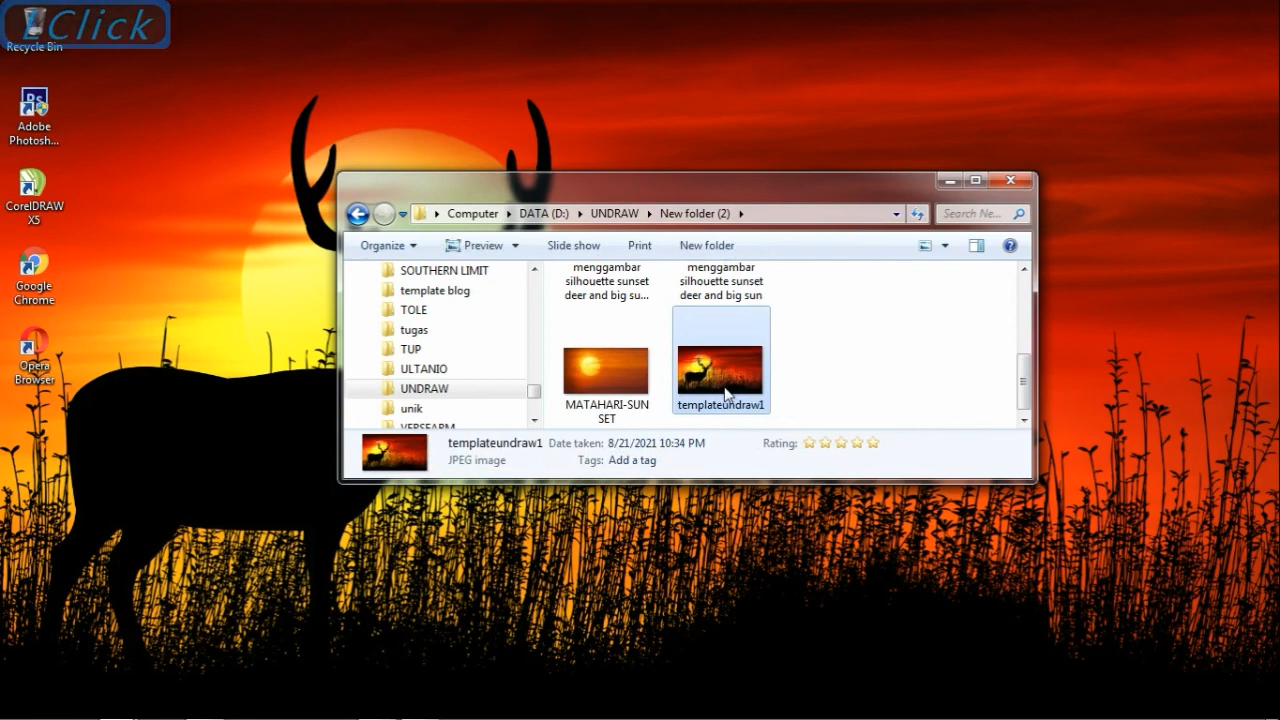 LClick
Recycle Bin
Adobe
Photosh...
CorelDRAW
X5
Google
Chrome
Opera
Browser
Computer
DATA (D:)
UNDRAW
New folder (2)
Search Ne...
Organize
Preview
Slide show
Print
New folder
SOUTHERN LIMIT
template blog
TOLE
tugas
TUP
ULTANIO
UNDRAW
unik
VERSEARM
menggambar
silhouette sunset
deer and big su...
menggambar
silhouette sunset
deer and big sun
MATAHARI-SUN
SET
templateundraw1
templateundraw1
Date taken: 8/21/2021 10:34 PM
Rating:
JPEG image
Tags: Add a tag